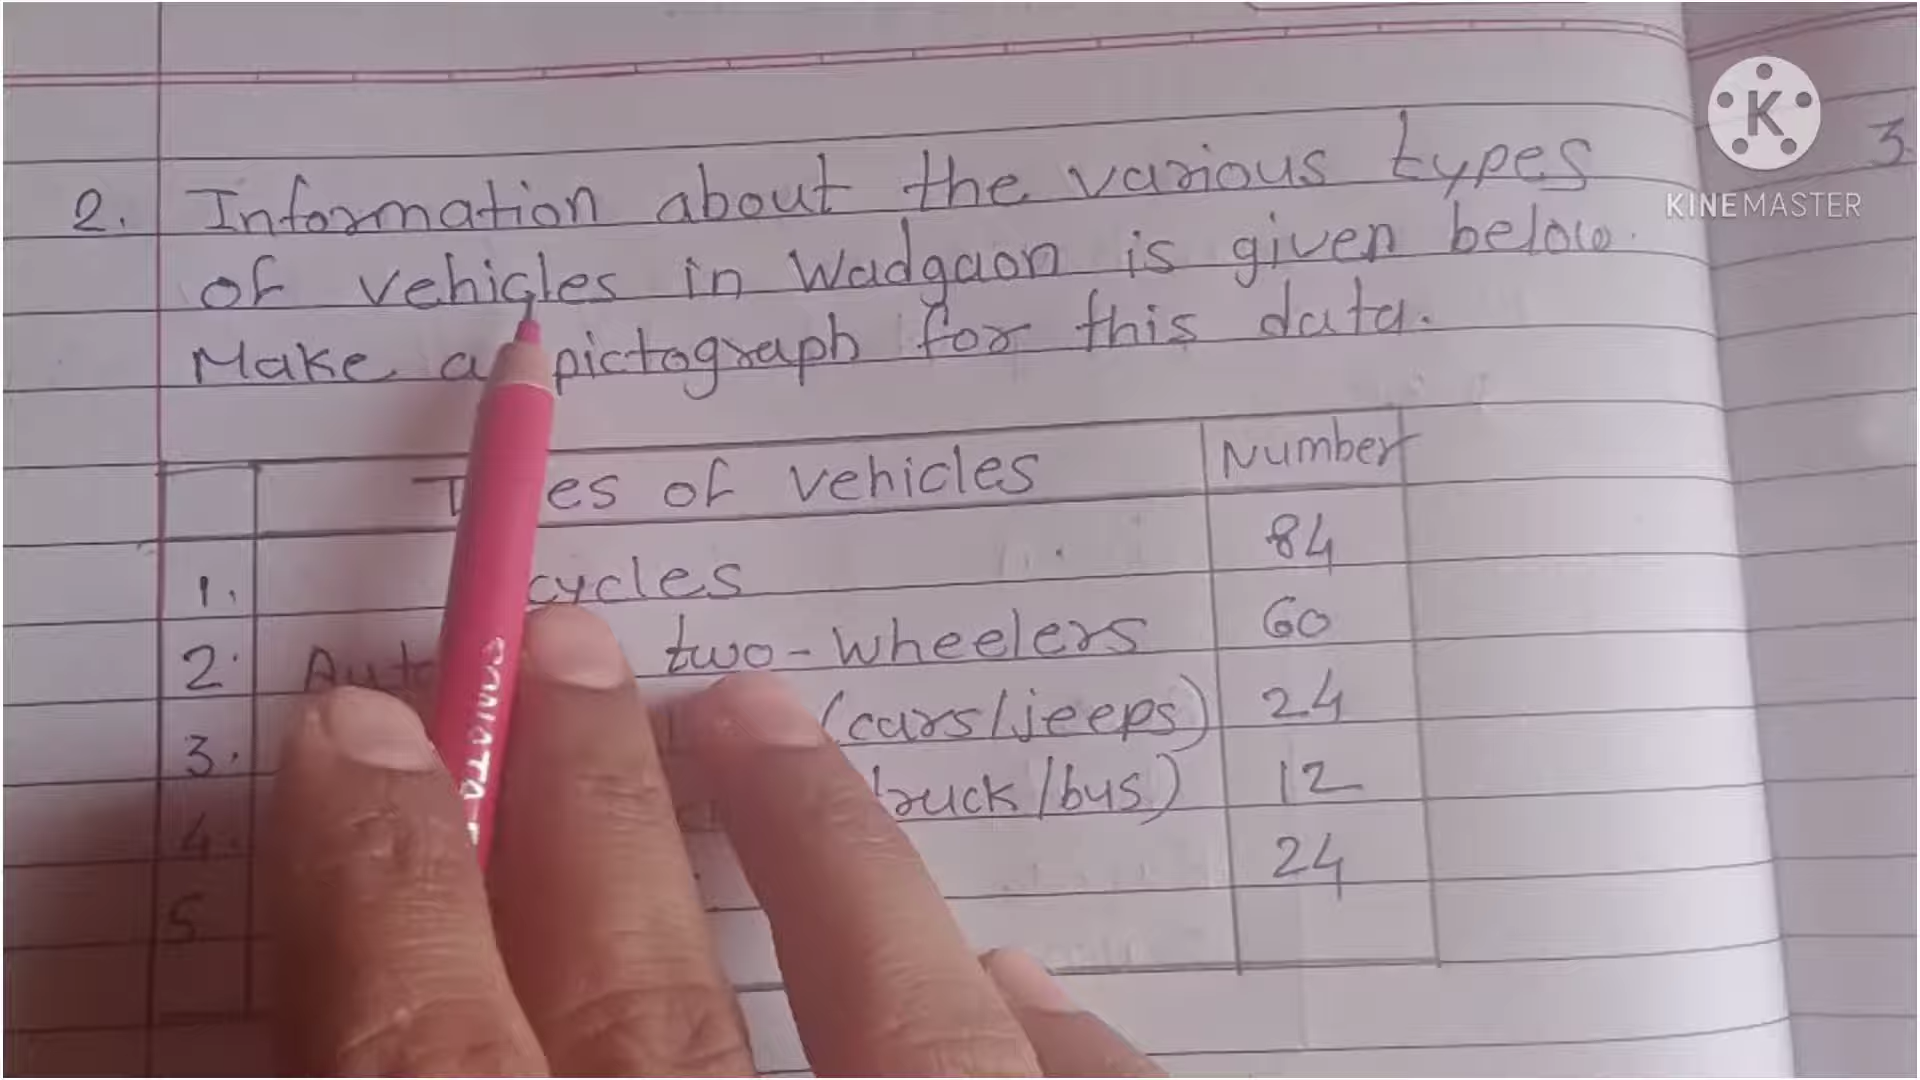 K
KINEMASTER
3.
2. Information about the various types
of vehicles in Wadgaon is given below.
Make a pictograph for this data.
es of vehicles Number
1. cycles 84
2. Auto two-wheelers 60
3. (cars/jeeps) 24
4. truck/bus) 12
5 24